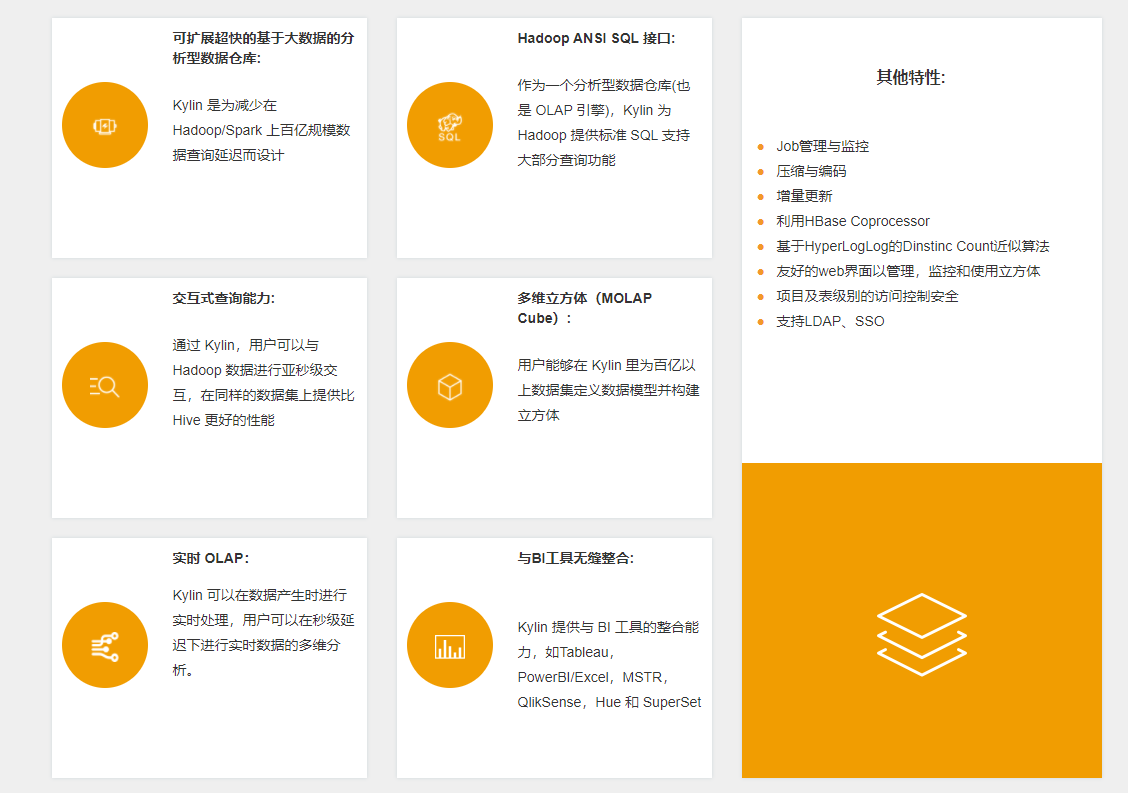 可扩展超快的基于大数据的分
析型数据仓库:
Kylin 是为减少在
Hadoop/Spark 上百亿规模数
据查询延迟而设计
Hadoop ANSI SQL 接口:
作为一个分析型数据仓库(也
是 OLAP 引擎)，Kylin 为
Hadoop 提供标准 SQL 支持
大部分查询功能
SQL
交互式查询能力:
通过 Kylin，用户可以与
Hadoop 数据进行亚秒级交
互，在同样的数据集上提供比
Hive 更好的性能
多维立方体（MOLAP
Cube）:
用户能够在 Kylin 里为百亿以
上数据集定义数据模型并构建
立方体
实时 OLAP:
Kylin 可以在数据产生时进行
实时处理，用户可以在秒级延
迟下进行实时数据的多维分
析。
与BI工具无缝整合:
Kylin 提供与 BI 工具的整合能
力，如Tableau，
PowerBI/Excel，MSTR，
QlikSense，Hue 和 SuperSet
其他特性:
Job管理与监控
压缩与编码
增量更新
利用HBase Coprocessor
基于HyperLogLog的Dinstinc Count近似算法
友好的web界面以管理，监控和使用立方体
项目及表级别的访问控制安全
支持LDAP、SSO